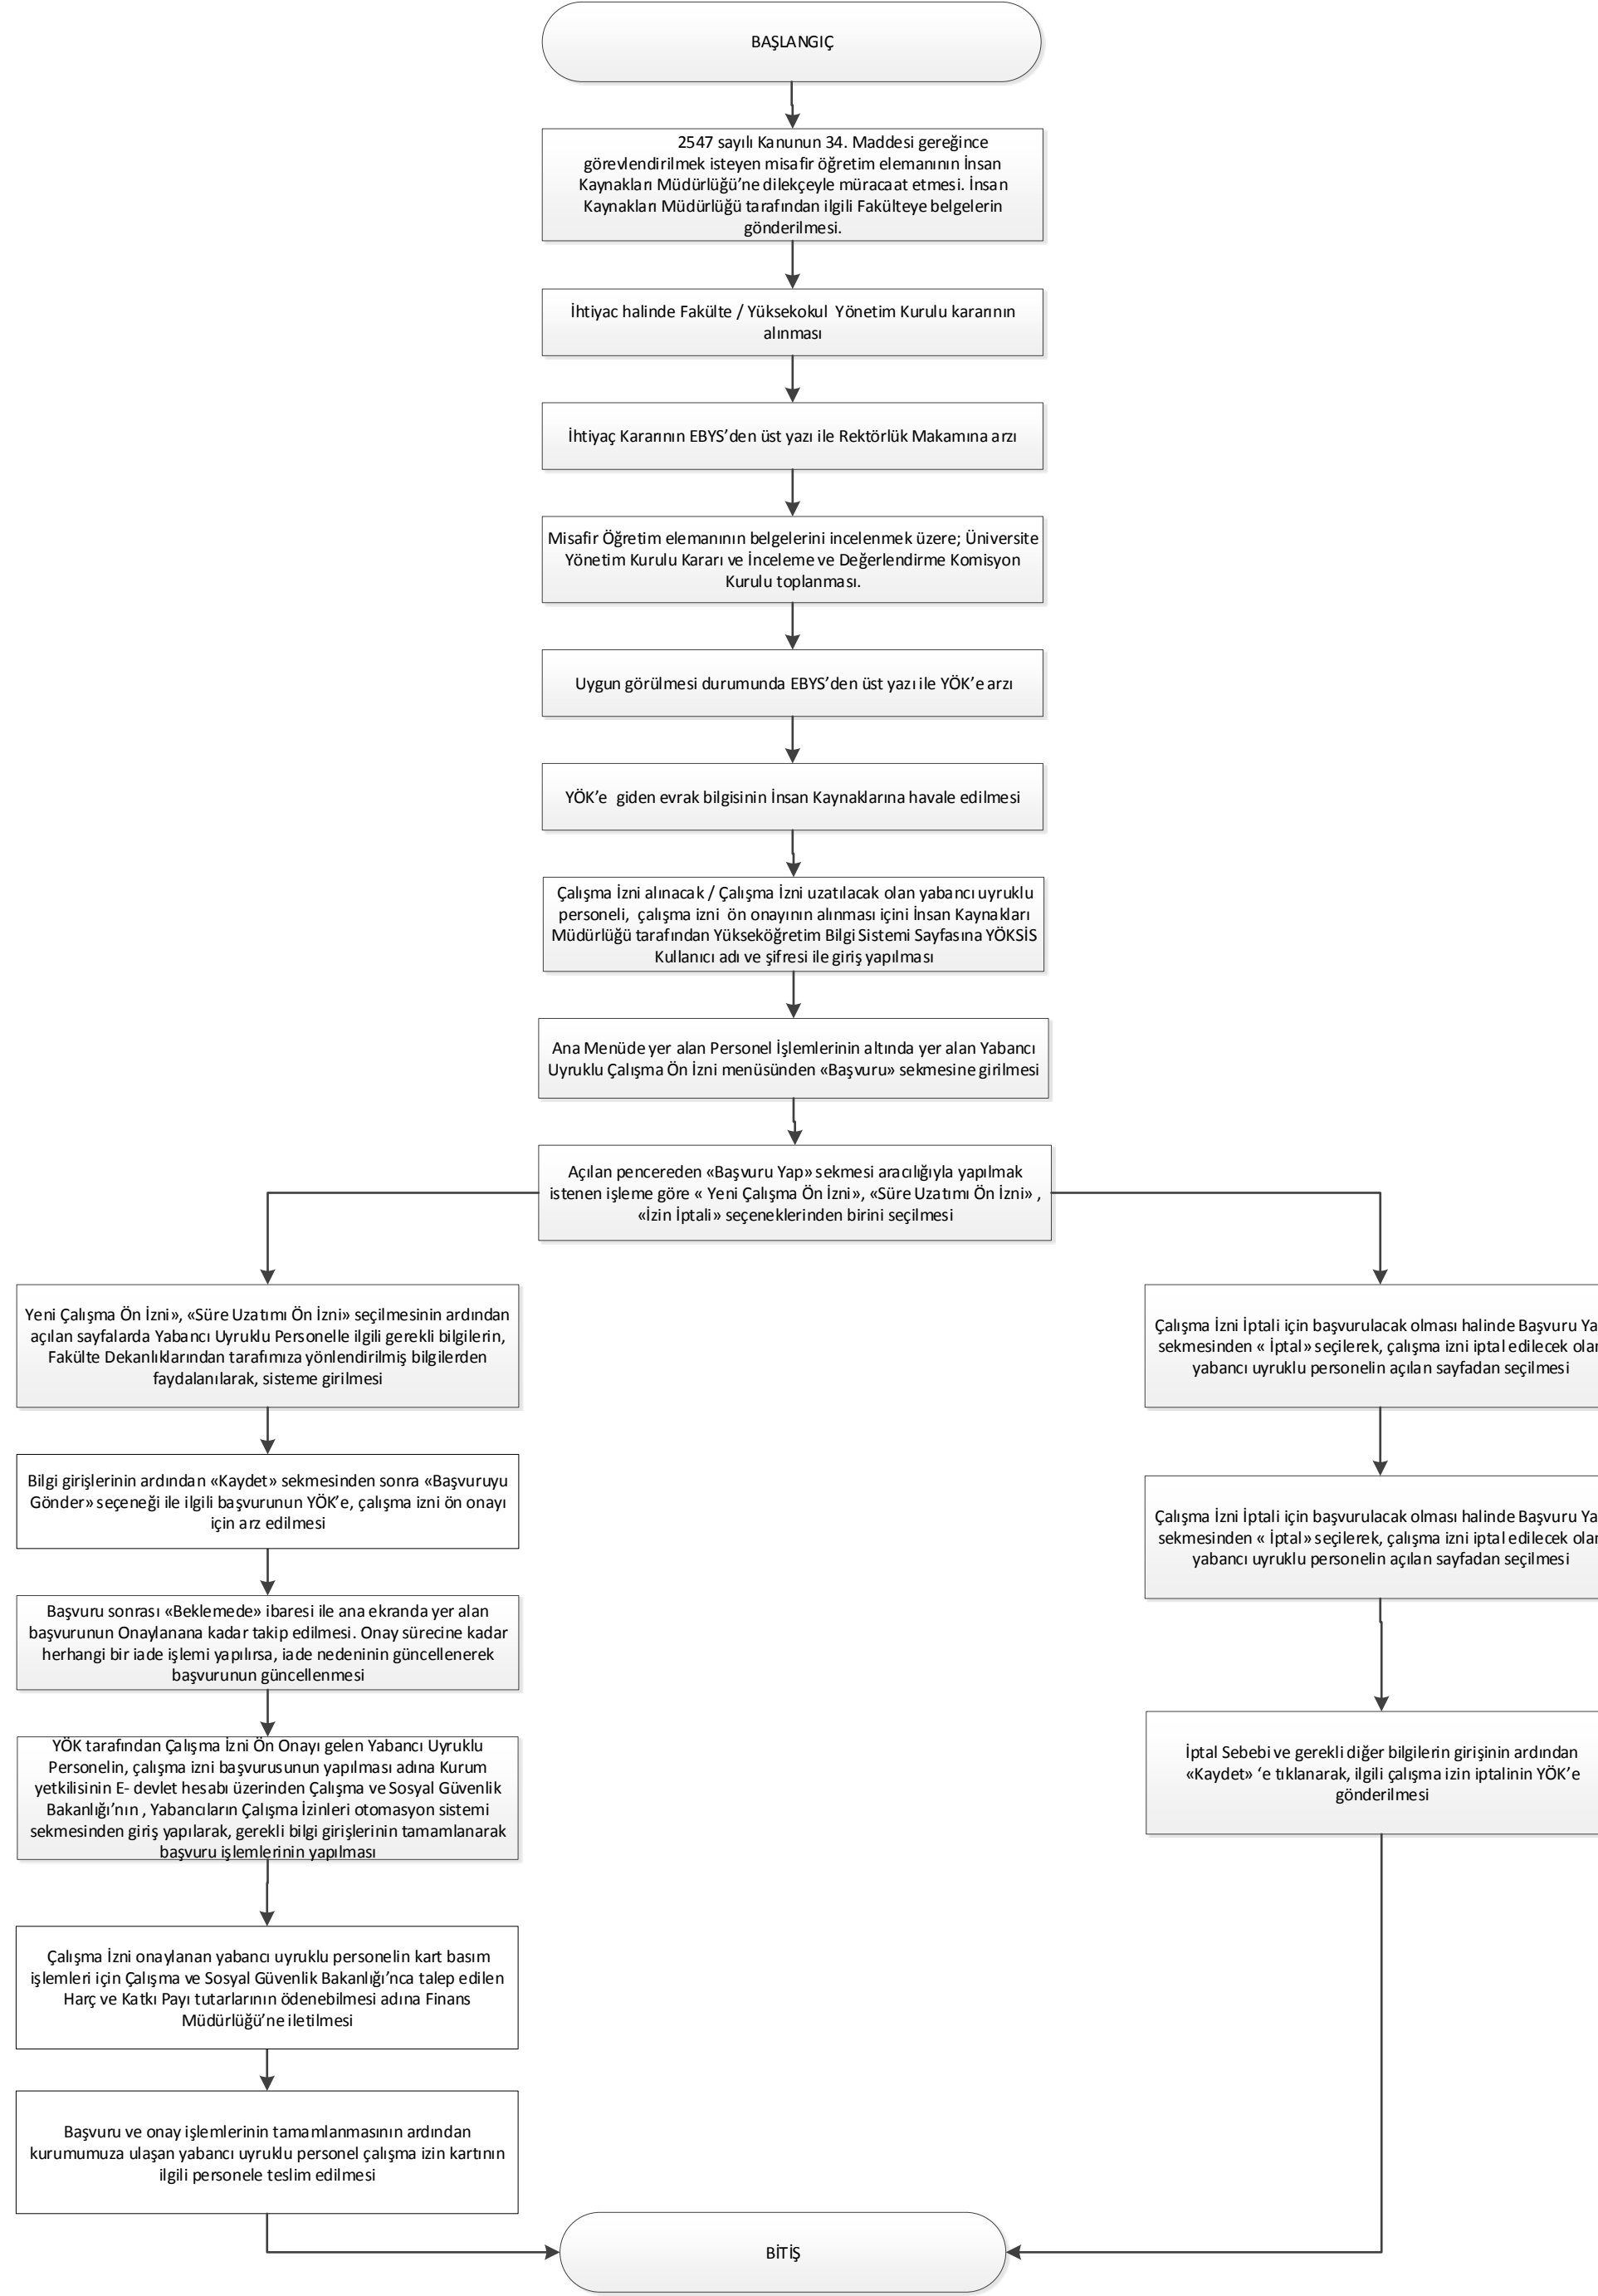 BAŞLANGIÇ
2547 sayılı Kanunun 34. Maddesi gereğince
görevlendirilmek isteyen misafir öğretim elemanının İnsan
Kaynakları Müdürlüğü’ne dilekçeyle müracaat etmesi. İnsan
Kaynakları Müdürlüğü tarafından ilgili Fakülteye belgelerin
gönderilmesi.
İhtiyac halinde Fakülte / Yüksekokul Yönetim Kurulu kararının
alınması
İhtiyaç Kararının EBYS’den üst yazı ile Rektörlük Makamına arzı
Misafir Öğretim elemanının belgelerini incelenmek üzere; Üniversite
Yönetim Kurulu Kararı ve İnceleme ve Değerlendirme Komisyon
Kurulu toplanması.
Uygun görülmesi durumunda EBYS’den üst yazı ile YÖK’e arzı
YÖK’e giden evrak bilgisinin İnsan Kaynaklarına havale edilmesi
Çalışma İzni alınacak / Çalışma İzni uzatılacak olan yabancı uyruklu
personeli, çalışma izni ön onayının alınması içini İnsan Kaynakları
Müdürlüğü tarafından Yükseköğretim Bilgi Sistemi Sayfasına YÖKSİS
Kullanıcı adı ve şifresi ile giriş yapılması
Ana Menüde yer alan Personel İşlemlerinin altında yer alan Yabancı
Uyruklu Çalışma Ön İzni menüsünden «Başvuru» sekmesine girilmesi
Açılan pencereden «Başvuru Yap» sekmesi aracılığıyla yapılmak
istenen işleme göre « Yeni Çalışma Ön İzni», «Süre Uzatımı Ön İzni» ,
«İzin İptali» seçeneklerinden birini seçilmesi
Yeni Çalışma Ön İzni», «Süre Uzatımı Ön İzni» seçilmesinin ardından
açılan sayfalarda Yabancı Uyruklu Personelle ilgili gerekli bilgilerin,
Fakülte Dekanlıklarından tarafımıza yönlendirilmiş bilgilerden
faydalanılarak, sisteme girilmesi
Bilgi girişlerinin ardından «Kaydet» sekmesinden sonra «Başvuruyu
Gönder» seçeneği ile ilgili başvurunun YÖK’e, çalışma izni ön onayı
için arz edilmesi
Başvuru sonrası «Beklemede» ibaresi ile ana ekranda yer alan
başvurunun Onaylanana kadar takip edilmesi. Onay sürecine kadar
herhangi bir iade işlemi yapılırsa, iade nedeninin güncellenerek
başvurunun güncellenmesi
YÖK tarafından Çalışma İzni Ön Onayı gelen Yabancı Uyruklu
Personelin, çalışma izni başvurusunun yapılması adına Kurum
yetkilisinin E- devlet hesabı üzerinden Çalışma ve Sosyal Güvenlik
Bakanlığı’nın , Yabancıların Çalışma İzinleri otomasyon sistemi
sekmesinden giriş yapılarak, gerekli bilgi girişlerinin tamamlanarak
başvuru işlemlerinin yapılması
Çalışma İzni onaylanan yabancı uyruklu personelin kart basım
işlemleri için Çalışma ve Sosyal Güvenlik Bakanlığı’nca talep edilen
Harç ve Katkı Payı tutarlarının ödenebilmesi adına Finans
Müdürlüğü’ne iletilmesi
Başvuru ve onay işlemlerinin tamamlanmasının ardından
kurumumuza ulaşan yabancı uyruklu personel çalışma izin kartının
ilgili personele teslim edilmesi
Çalışma İzni İptali için başvurulacak olması halinde Başvuru Ya
sekmesinden « İptal» seçilerek, çalışma izni iptal edilecek olan
yabancı uyruklu personelin açılan sayfadan seçilmesi
Çalışma İzni İptali için başvurulacak olması halinde Başvuru Ya
sekmesinden « İptal» seçilerek, çalışma izni iptal edilecek olan
yabancı uyruklu personelin açılan sayfadan seçilmesi
İptal Sebebi ve gerekli diğer bilgilerin girişinin ardından
«Kaydet» ‘e tıklanarak, ilgili çalışma izin iptalinin YÖK’e
gönderilmesi
BİTİŞ